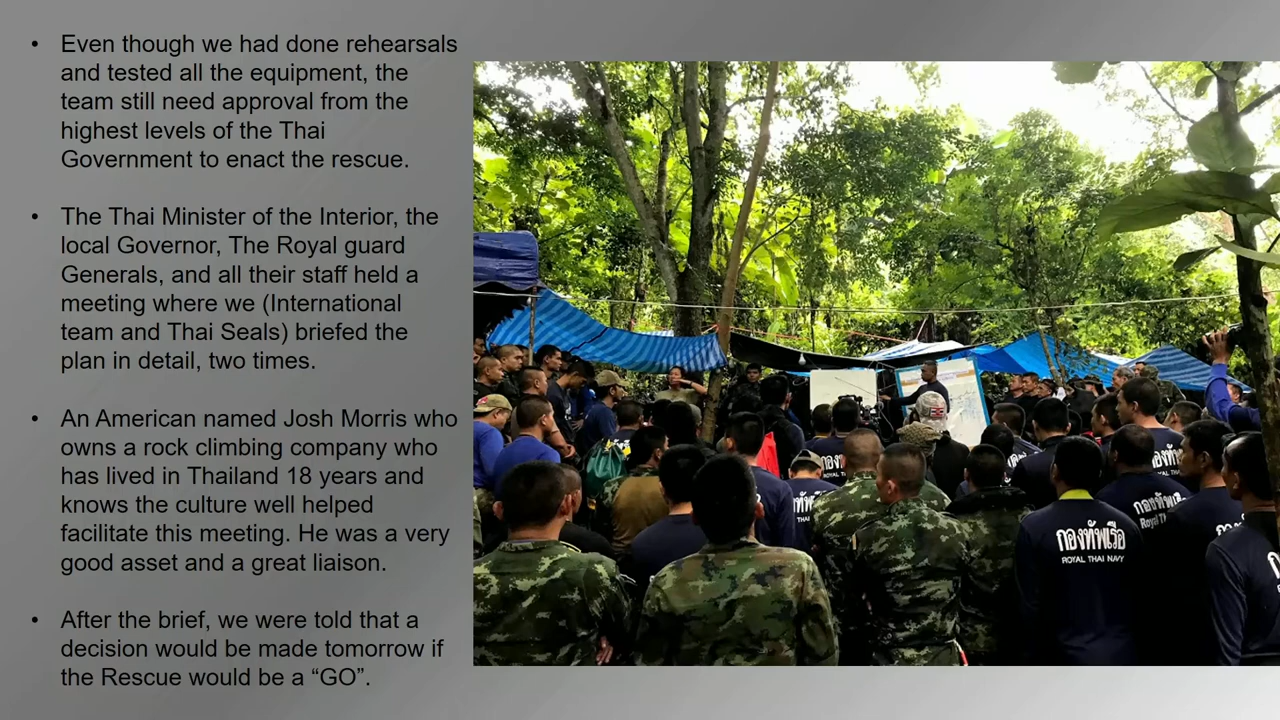 • Even though we had done rehearsals
and tested all the equipment, the
team still need approval from the
highest levels of the Thai
Government to enact the rescue.
• The Thai Minister of the Interior, the
local Governor, The Royal guard
Generals, and all their staff held a
meeting where we (International
team and Thai Seals) briefed the
plan in detail, two times.
• An American named Josh Morris who
owns a rock climbing company who
has lived in Thailand 18 years and
knows the culture well helped
facilitate this meeting. He was a very
good asset and a great liaison.
• After the brief, we were told that a
decision would be made tomorrow if
the Rescue would be a “GO”.
กองทัพเรือ
ROYAL THAI NAVY